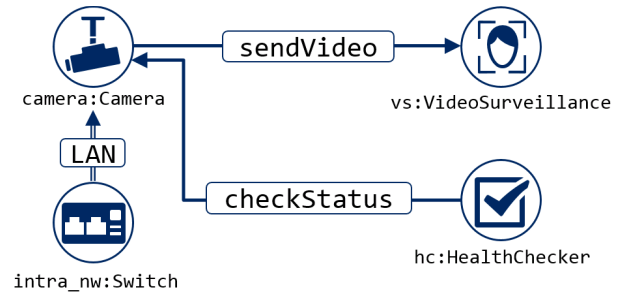 sendVideo
camera:Camera
vs:VideoSurveillance
LAN
checkStatus
hc:HealthChecker
intra_nw:Switch